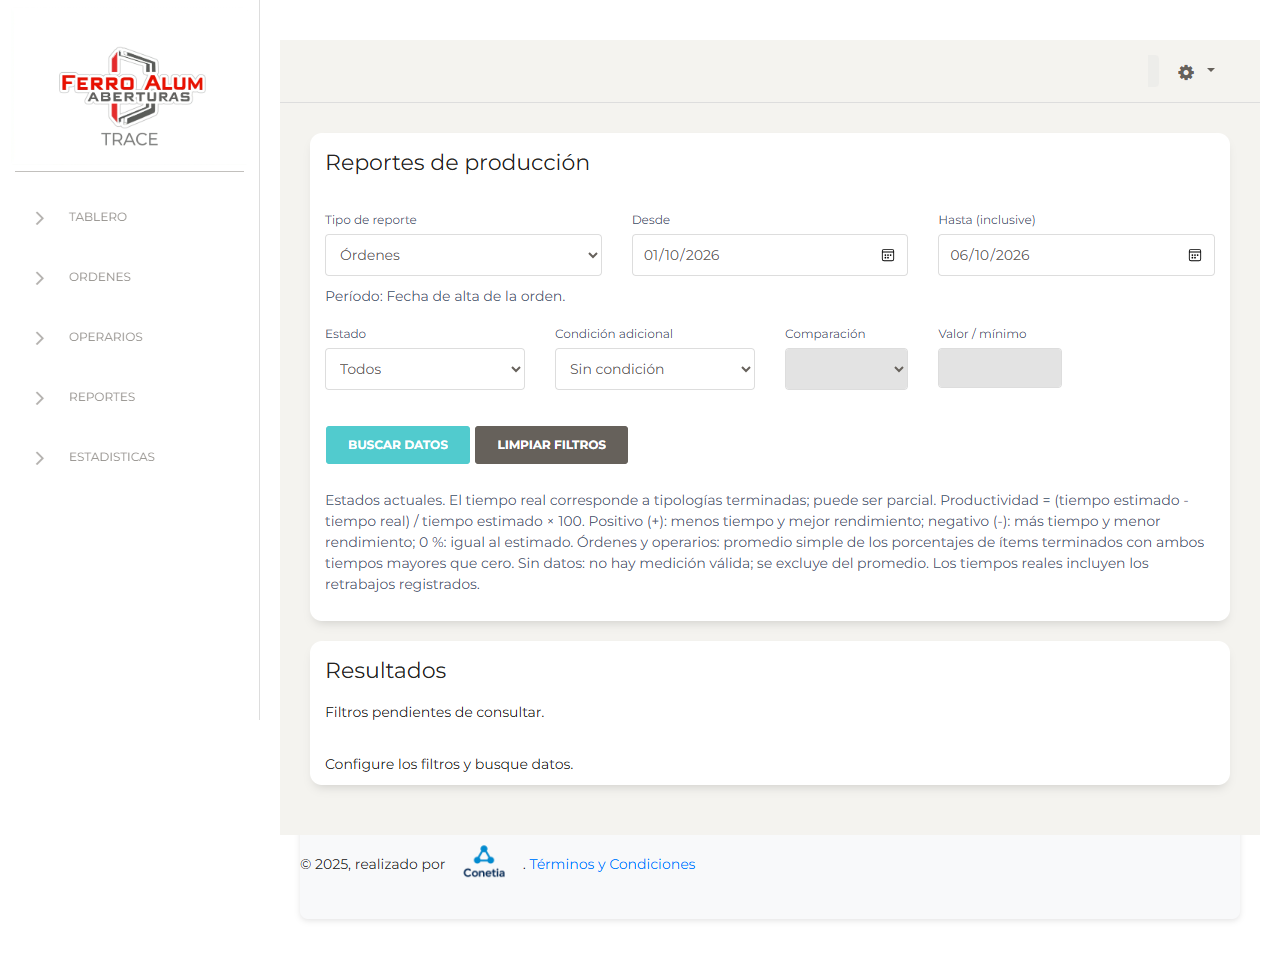 FERRO ALUM
ABERTURAS
TRACE
TABLERO
ORDENES
OPERARIOS
REPORTES
ESTADISTICAS
Reportes de producción
Tipo de reporte
Desde
Hasta (inclusive)
Órdenes
01/10/2026
06/10/2026
Período: Fecha de alta de la orden.
Estado
Condición adicional
Comparación
Valor / mínimo
Todos
Sin condición
BUSCAR DATOS
LIMPIAR FILTROS
Estados actuales. El tiempo real corresponde a tipologías terminadas; puede ser parcial. Productividad = (tiempo estimado -
tiempo real) / tiempo estimado × 100. Positivo (+): menos tiempo y mejor rendimiento; negativo (-): más tiempo y menor
rendimiento; 0 %: igual al estimado. Órdenes y operarios: promedio simple de los porcentajes de ítems terminados con ambos
tiempos mayores que cero. Sin datos: no hay medición válida; se excluye del promedio. Los tiempos reales incluyen los
retrabajos registrados.
Resultados
Filtros pendientes de consultar.
Configure los filtros y busque datos.
© 2025, realizado por Conetia . Términos y Condiciones